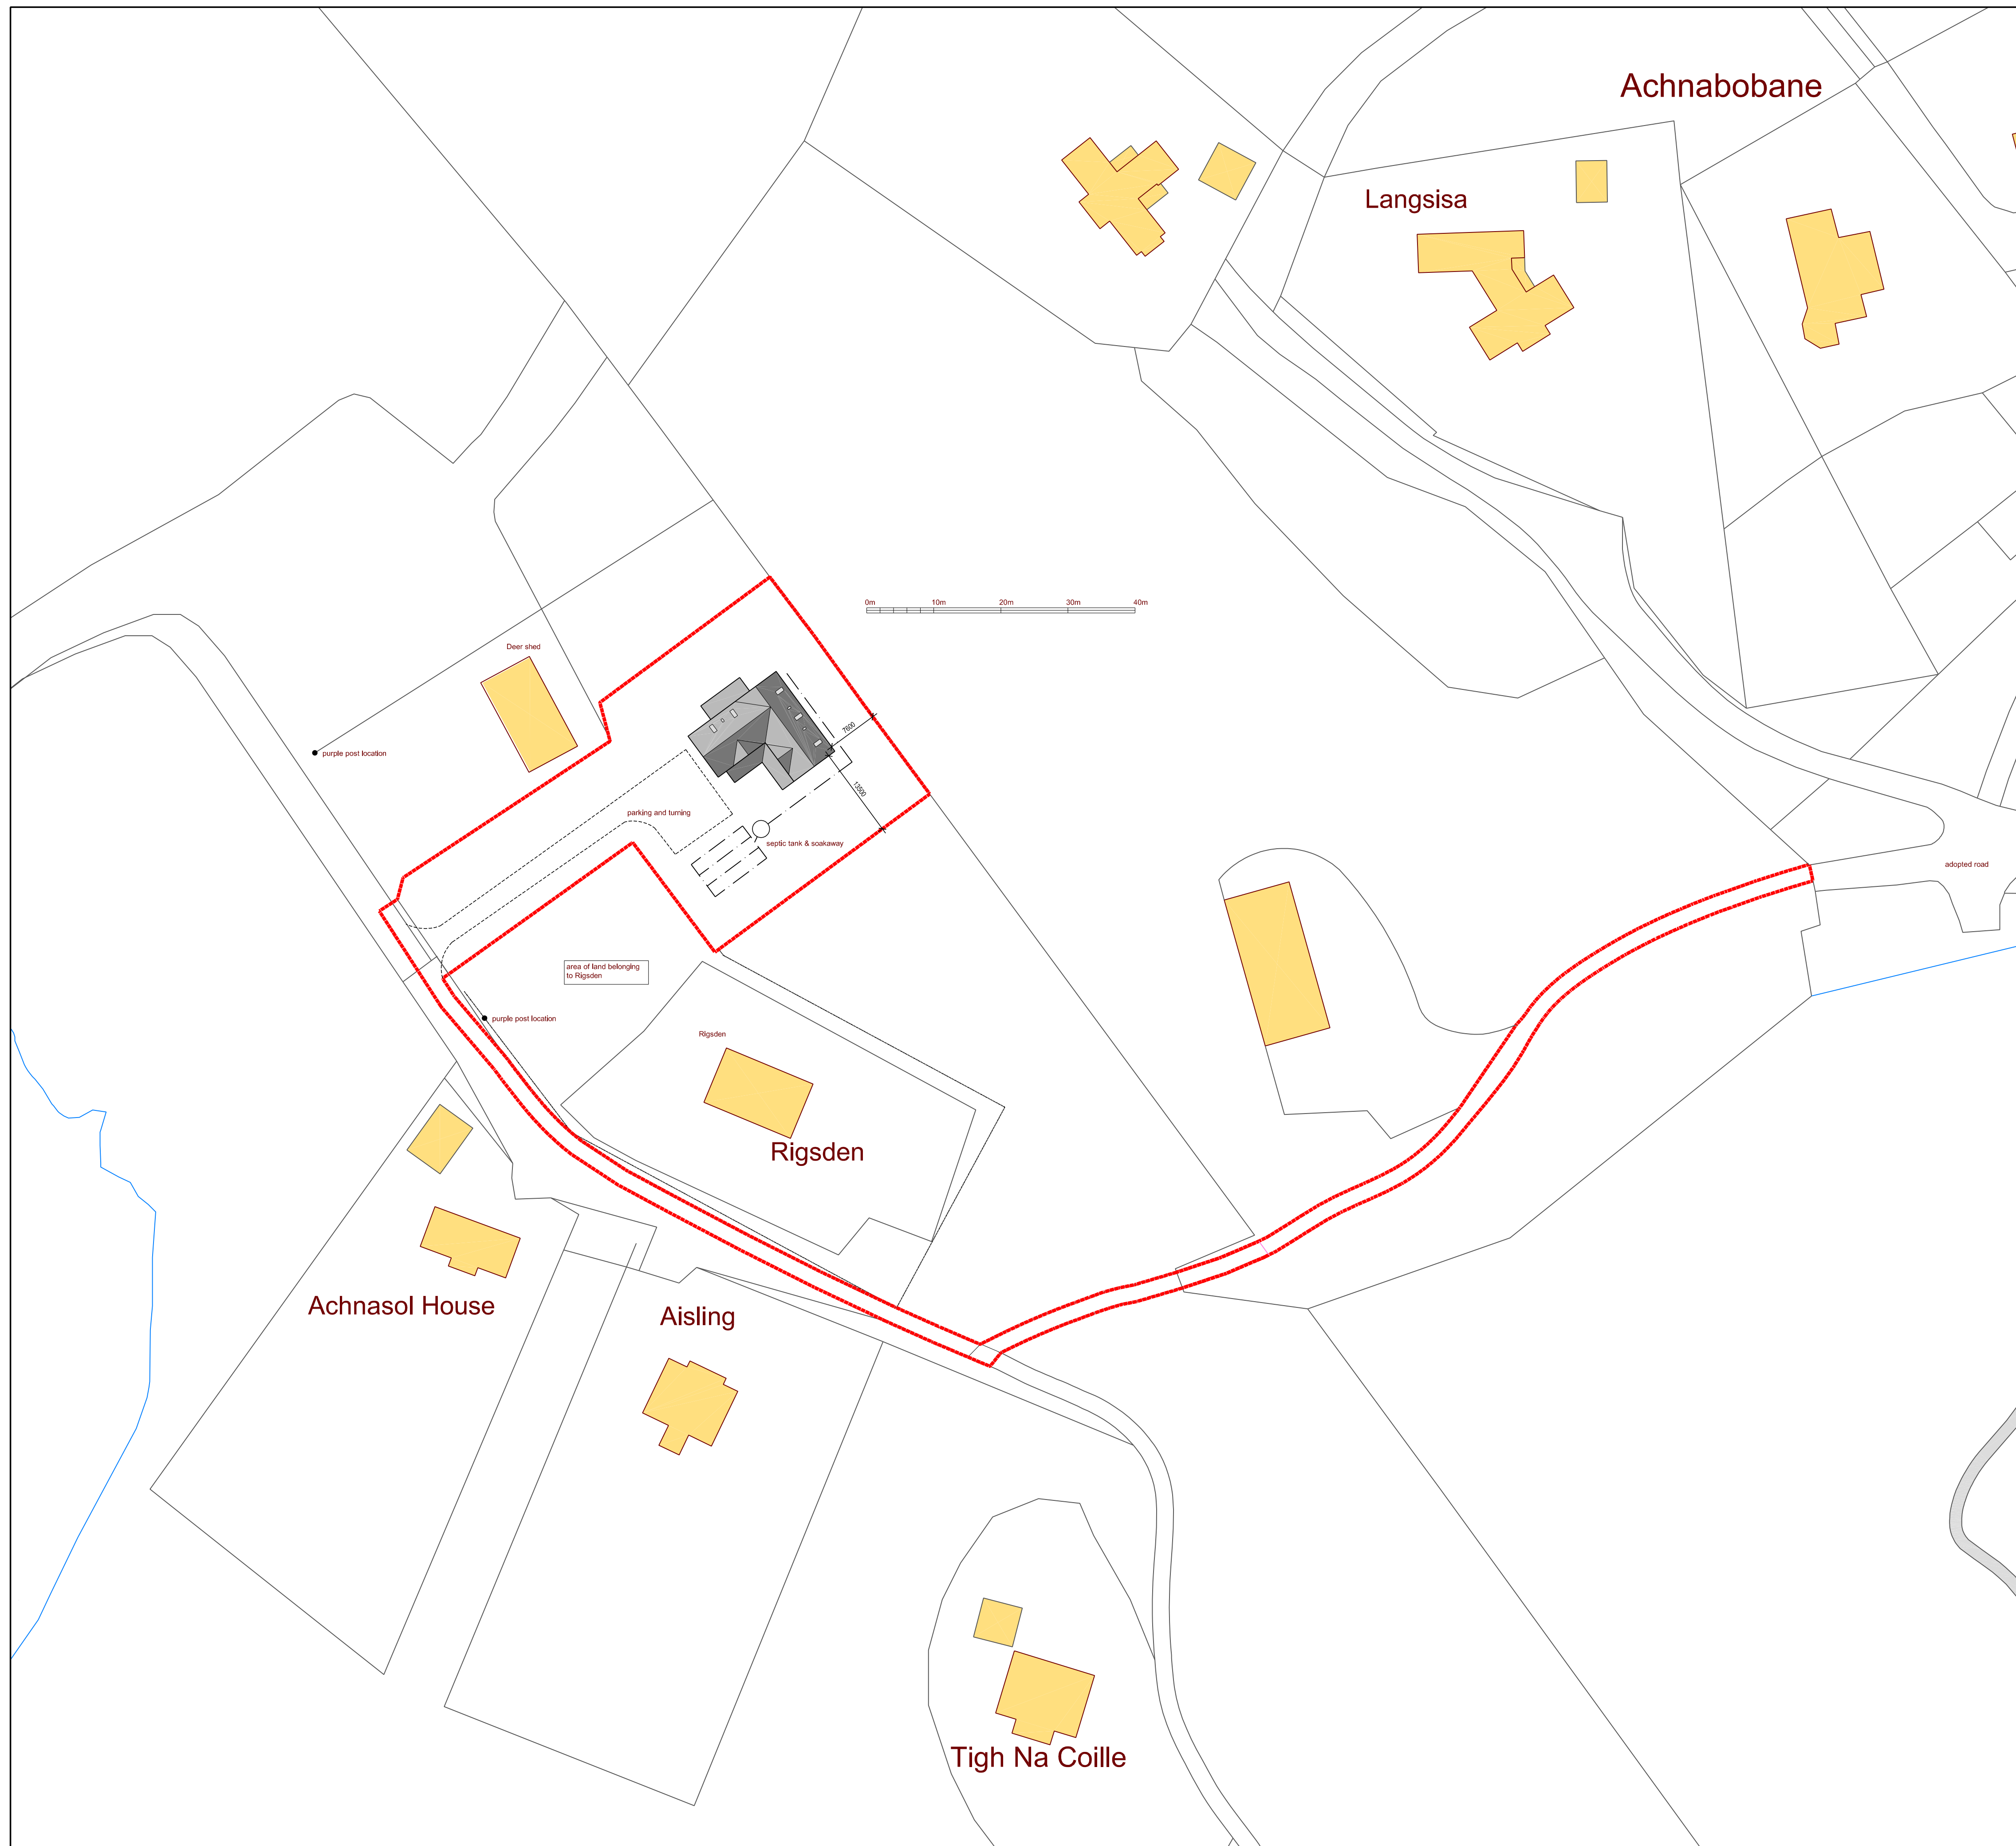 Achnabobane
Langsisa
0m 10m 20m 30m 40m
Deer shed
7600
purple post location
13500
parking and turning
septic tank & soakaway
adopted road
area of land belonging
to Rigsden
purple post location
Rigsden
Rigsden
Achnasol House
Aisling
Tigh Na Coille